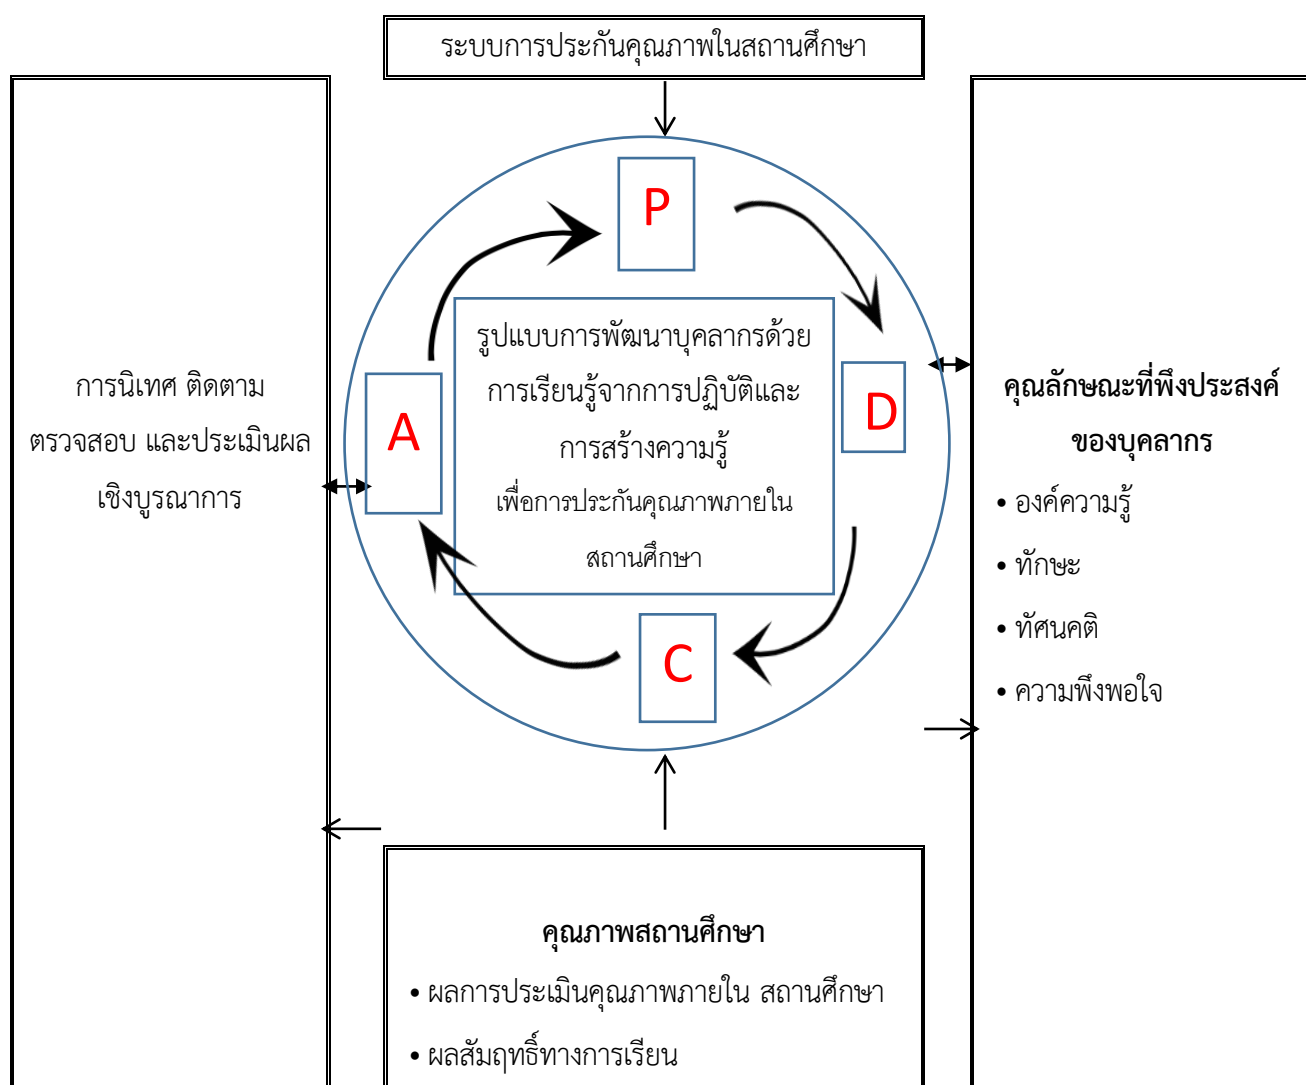 ระบบการประกันคุณภาพในสถานศึกษา
การนิเทศ ติดตาม
ตรวจสอบ และประเมินผล
เชิงบูรณาการ
P
D
C
A
รูปแบบการพัฒนาบุคลากรด้วย
การเรียนรู้จากการปฏิบัติและ
การสร้างความรู้
เพื่อการประกันคุณภาพภายใน
สถานศึกษา
คุณลักษณะที่พึงประสงค์
ของบุคลากร
• องค์ความรู้
• ทักษะ
• ทัศนคติ
• ความพึงพอใจ
คุณภาพสถานศึกษา
• ผลการประเมินคุณภาพภายใน สถานศึกษา
• ผลสัมฤทธิ์ทางการเรียน